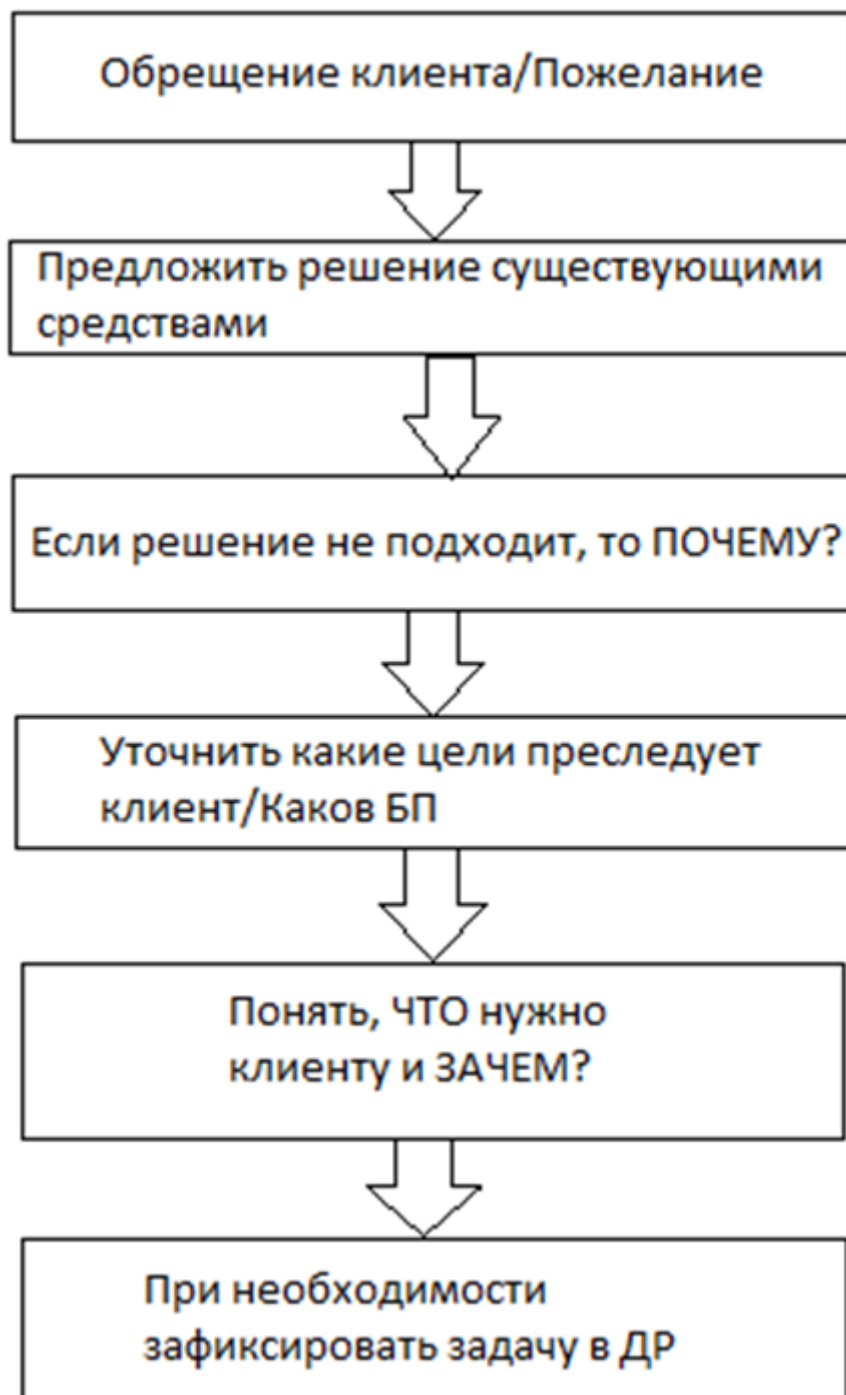 Обрещение клиента/Пожелание
Предложить решение существующими
средствами
Если решение не подходит, то ПОЧЕМУ?
Уточнить какие цели преследует
клиент/Каков БП
Понять, ЧТО нужно
клиенту и ЗАЧЕМ?
При необходимости
зафиксировать задачу в ДР